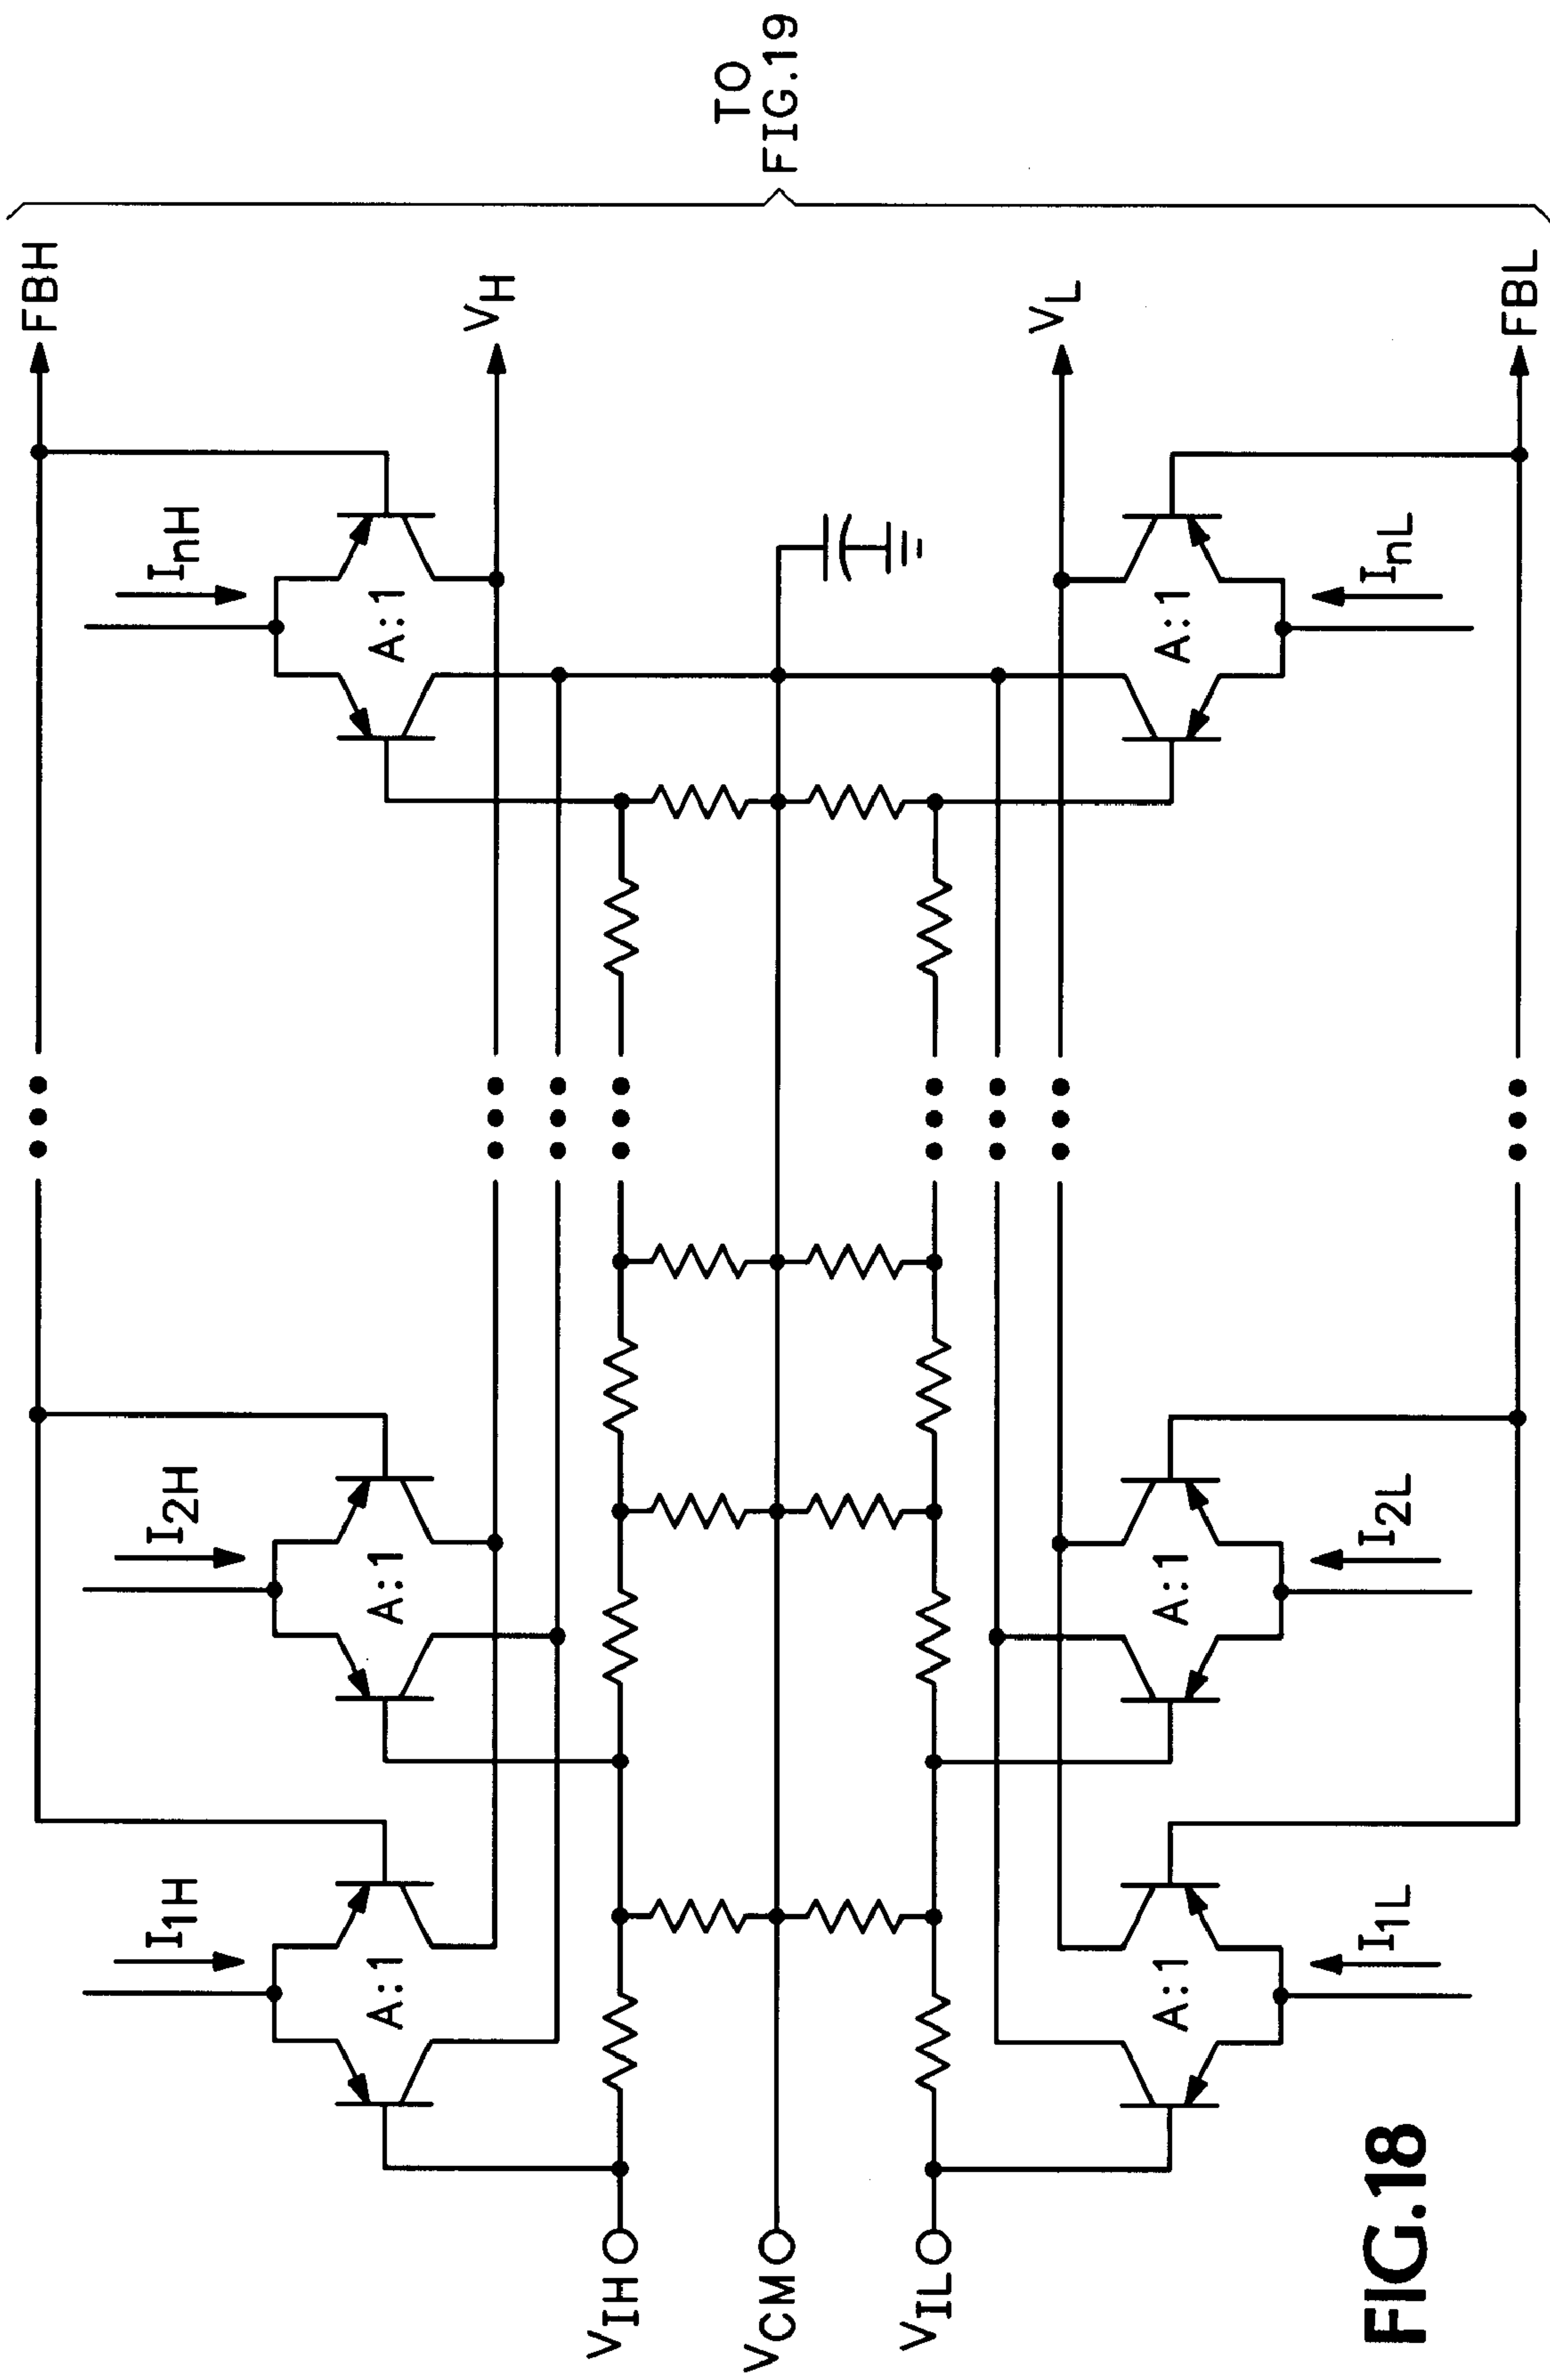 I1H
I2H
InH
FBH
A:1
A:1
A:1
VH
VIH
VCM
VIL
TO
FIG.19
VL
A:1
A:1
A:1
I1L
I2L
InL
FBL
FIG.18